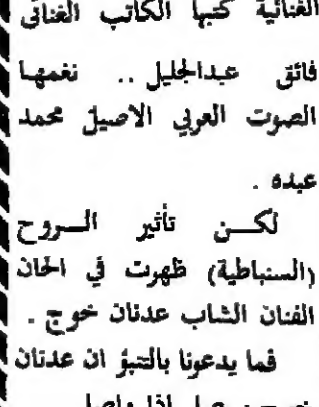 الغنائية كتبها الكاتب الغنائى
فائق عبدالجليل .. نغمها
الصوت العربي الاصيل محمد
عبده .
لكن تأثير الروح
(السنباطية) ظهرت في الحان
الفنان الشاب عدنان خوج .
فما يدعونا بالتنبؤ ان عدنان